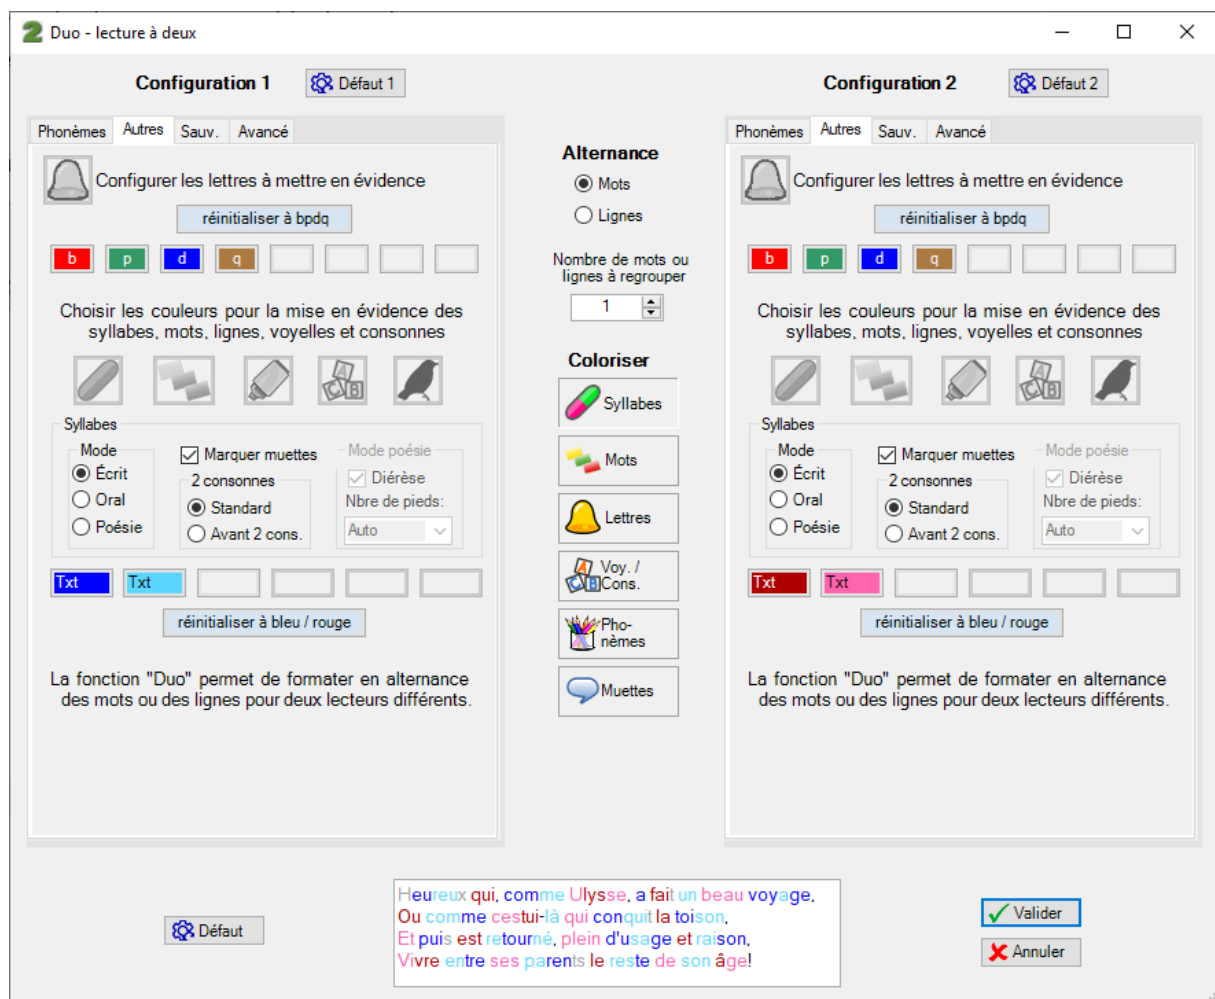 Duo - lecture à deux
Configuration 1
Défaut 1
Phonèmes Autres Sauv. Avancé
Configurer les lettres à mettre en évidence
réinitialiser à bpdq
b p d q
Choisir les couleurs pour la mise en évidence des
syllabes, mots, lignes, voyelles et consonnes
Syllabes
Mode
Écrit
Oral
Poésie
Marquer muettes
2 consonnes
Standard
Avant 2 cons.
Mode poésie
Diérèse
Nbre de pieds:
Auto
Txt Txt
réinitialiser à bleu / rouge
La fonction "Duo" permet de formater en alternance
des mots ou des lignes pour deux lecteurs différents.
Alternance
Mots
Lignes
Nombre de mots ou
lignes à regrouper
1
Coloriser
Syllabes
Mots
Lettres
Voy. /
Cons.
Pho-
nèmes
Muettes
Configuration 2
Défaut 2
Phonèmes Autres Sauv. Avancé
Configurer les lettres à mettre en évidence
réinitialiser à bpdq
b p d q
Choisir les couleurs pour la mise en évidence des
syllabes, mots, lignes, voyelles et consonnes
Syllabes
Mode
Écrit
Oral
Poésie
Marquer muettes
2 consonnes
Standard
Avant 2 cons.
Mode poésie
Diérèse
Nbre de pieds:
Auto
Txt Txt
réinitialiser à bleu / rouge
La fonction "Duo" permet de formater en alternance
des mots ou des lignes pour deux lecteurs différents.
Défaut
Heureux qui, comme Ulysse, a fait un beau voyage,
Ou comme cestui-là qui conquit la toison,
Et puis est retourné, plein d'usage et raison,
Vivre entre ses parents le reste de son âge!
Valider
Annuler